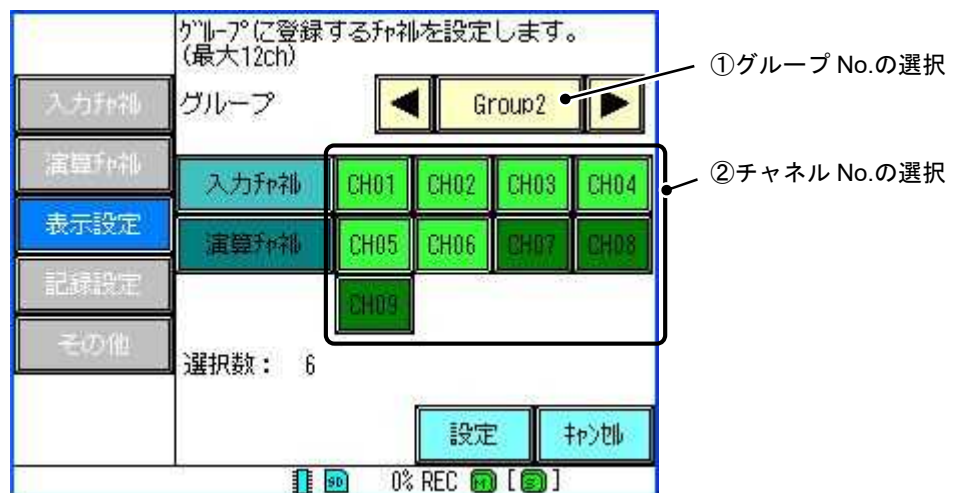 ｸﾞﾙｰﾌﾟに登録するﾁｬﾈﾙを設定します。
(最大12ch)
グループ
Group2
①グループ No.の選択
入力ﾁｬﾈﾙ
演算ﾁｬﾈﾙ
表示設定
記録設定
その他
入力ﾁｬﾈﾙ
CH01
CH02
CH03
CH04
②チャネル No.の選択
演算ﾁｬﾈﾙ
CH05
CH06
CH07
CH08
CH09
選択数： 6
設定
ｷｬﾝｾﾙ
SD
0% REC [M] [S]